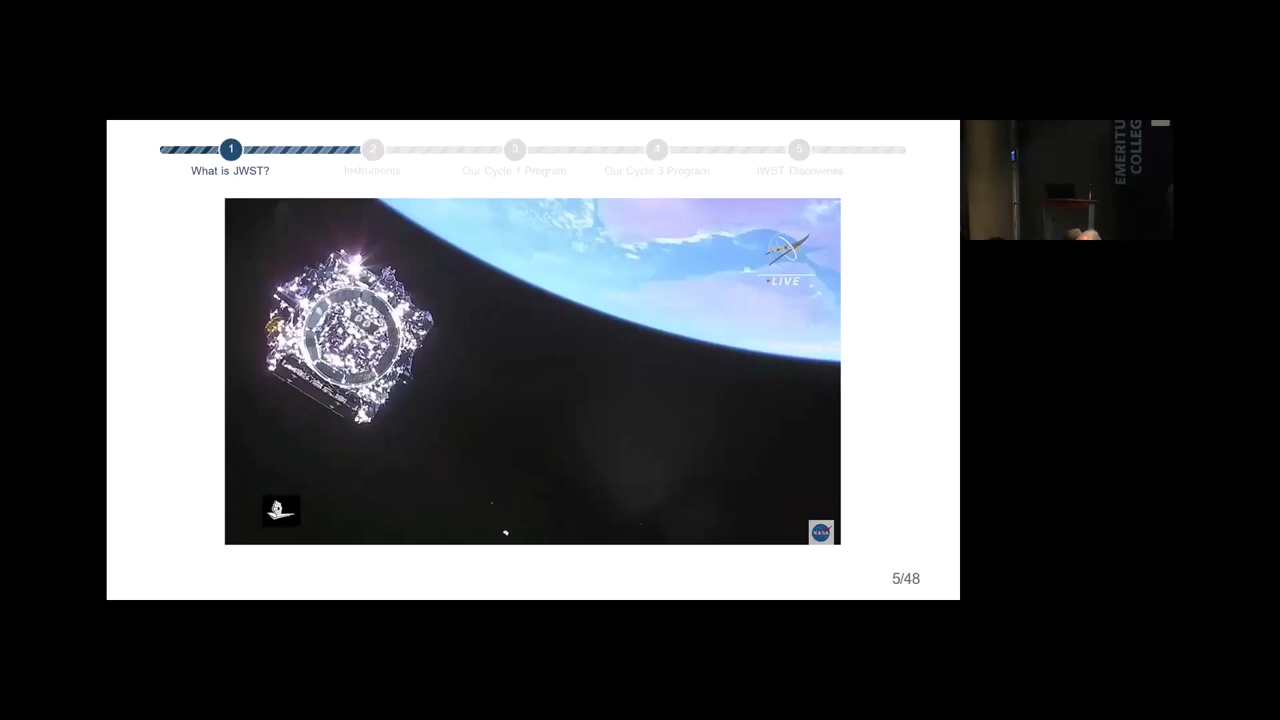 1 2 3 4 5
What is JWST? Instruments Our Cycle 1 Program Our Cycle 3 Program JWST Discoveries
NASA
LIVE
NASA
5/48
EMERITU
COLLEG